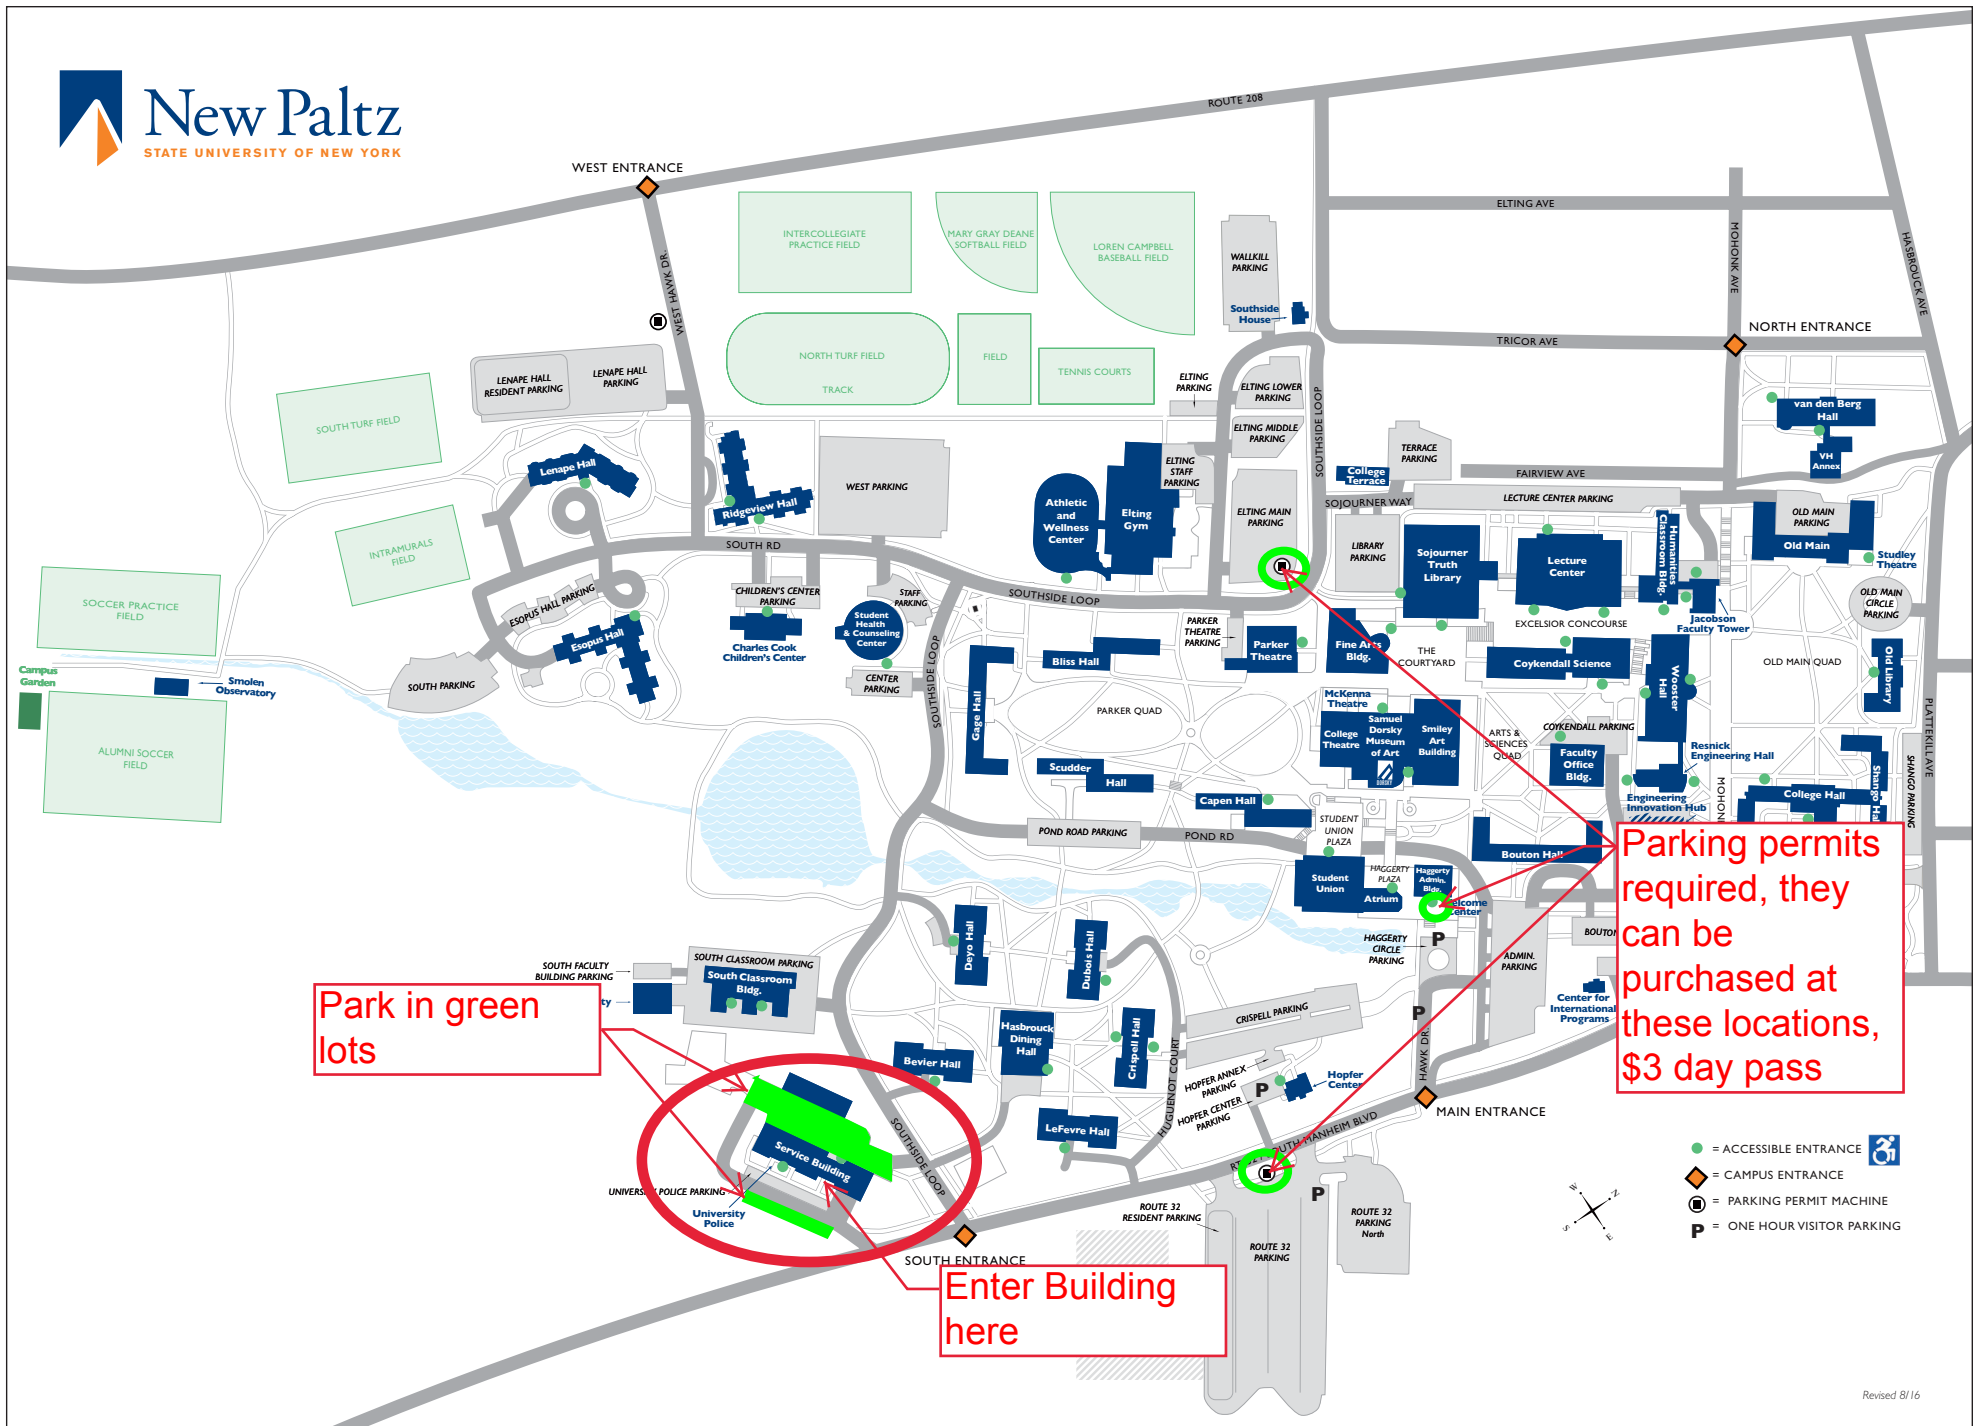 New Paltz
STATE UNIVERSITY OF NEW YORK
ROUTE 208
WEST ENTRANCE
WEST HAWK DR.
INTERCOLLEGIATE
PRACTICE FIELD
MARY GRAY DEANE
SOFTBALL FIELD
LOREN CAMPBELL
BASEBALL FIELD
WALLKILL
PARKING
Southside
House
ELTING AVE
MOHONK AVE
HASBROUCK AVE
NORTH ENTRANCE
TRICOR AVE
NORTH TURF FIELD
TRACK
FIELD
TENNIS COURTS
ELTING
PARKING
ELTING LOWER
PARKING
SOUTHSIDE LOOP
LENAPE HALL
RESIDENT PARKING
LENAPE HALL
PARKING
SOUTH TURF FIELD
van den Berg
Hall
VH
Annex
ELTING MIDDLE
PARKING
TERRACE
PARKING
College
Terrace
FAIRVIEW AVE
Lenape Hall
Ridgeview Hall
WEST PARKING
ELTING
STAFF
PARKING
Athletic
and
Wellness
Center
Elting
Gym
ELTING MAIN
PARKING
SOJOURNER WAY
LECTURE CENTER PARKING
OLD MAIN
PARKING
Old Main
Studley
Theatre
INTRAMURALS
FIELD
SOUTH RD
LIBRARY
PARKING
Sojourner
Truth
Library
Lecture
Center
Humanities
Classroom Bldg.
SOCCER PRACTICE
FIELD
ESOPUS HALL PARKING
Esopus Hall
CHILDREN'S CENTER
PARKING
Charles Cook
Children's Center
STAFF
PARKING
Student
Health
& Counseling
Center
SOUTHSIDE LOOP
OLD MAIN
CIRCLE
PARKING
Jacobson
Faculty Tower
EXCELSIOR CONCOURSE
PARKER
THEATRE
PARKING
Parker
Theatre
Fine Arts
Bldg.
THE
COURTYARD
Coykendall Science
Wooster
Hall
OLD MAIN QUAD
Old Library
Campus
Garden
Smolen
Observatory
SOUTH PARKING
CENTER
PARKING
SOUTHSIDE LOOP
Gage Hall
Bliss Hall
PARKER QUAD
McKenna
Theatre
College
Theatre
Samuel
Dorsky
Museum
of Art
DORSKY
Smiley
Art
Building
ARTS &
SCIENCES
QUAD
COYKENDALL PARKING
Faculty
Office
Bldg.
Resnick
Engineering Hall
PLATTEKILL AVE
ALUMNI SOCCER
FIELD
Scudder
Hall
Capen Hall
Engineering
Innovation Hub
College Hall
SHANGO PARKING
POND ROAD PARKING
POND RD
STUDENT
UNION
PLAZA
Bouton Hall
Student
Union
HAGGERTY
PLAZA
Atrium
Haggerty
Admin.
Bldg.
Parking permits
required, they
can be
purchased at
these locations,
$3 day pass
HAGGERTY
CIRCLE
PARKING
P
ADMIN.
PARKING
BOUTON
Deyo Hall
Dubois Hall
SOUTH FACULTY
BUILDING PARKING
SOUTH CLASSROOM PARKING
South Classroom
Bldg.
Park in green
lots
Center for
International
Programs
CRISPELL PARKING
P
HAWK DR.
Hasbrouck
Dining
Hall
Crispell Hall
Bevier Hall
HUGUENOT COURT
HOPFER ANNEX
PARKING
P
Hopfer
Center
HOPFER CENTER
PARKING
MAIN ENTRANCE
LeFevre Hall
SOUTHSIDE LOOP
Service Building
UNIVERSITY POLICE PARKING
University
Police
SOUTH ENTRANCE
Enter Building
here
ROUTE 32
RESIDENT PARKING
P
ROUTE 32
PARKING
ROUTE 32
PARKING
North
W
N
S
E
= ACCESSIBLE ENTRANCE
= CAMPUS ENTRANCE
= PARKING PERMIT MACHINE
P = ONE HOUR VISITOR PARKING
Revised 8/16